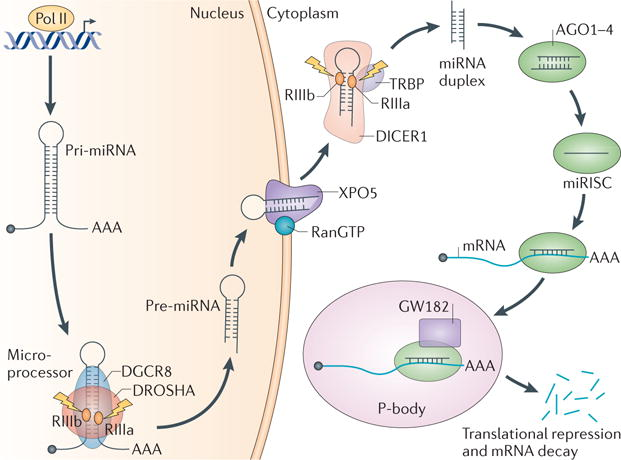 Pol II
Nucleus
Cytoplasm
Pri-miRNA
AAA
Micro-
processor
DGCR8
DROSHA
RIIIb
RIIIa
AAA
Pre-miRNA
XPO5
RanGTP
RIIIb
TRBP
RIIIa
DICER1
miRNA
duplex
AGO1–4
miRISC
mRNA
AAA
GW182
AAA
P-body
Translational repression
and mRNA decay